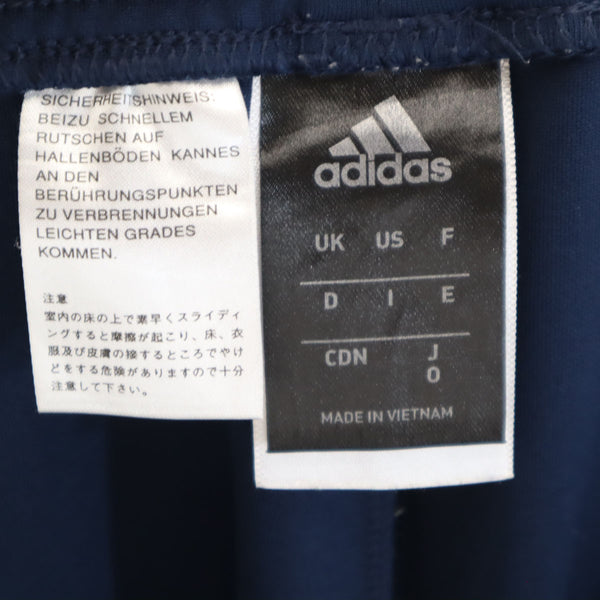 SICHERHEITSHINWEIS:
BEIZU SCHNELLEM
RUTSCHEN AUF
HALLENBÖDEN KANNES
AN DEN
BERÜHRUNGSPUNKTEN
ZU VERBRENNUNGEN
LEICHTEN GRADES
KOMMEN.
注意
室内の床の上で素早くスライディ
ングすると摩擦が起こり、床、衣
服及び皮膚の接するところでやけ
どをする危険がありますので十分
注意して下さい。
adidas
UK US F
D I E
CDN J
O
MADE IN VIETNAM